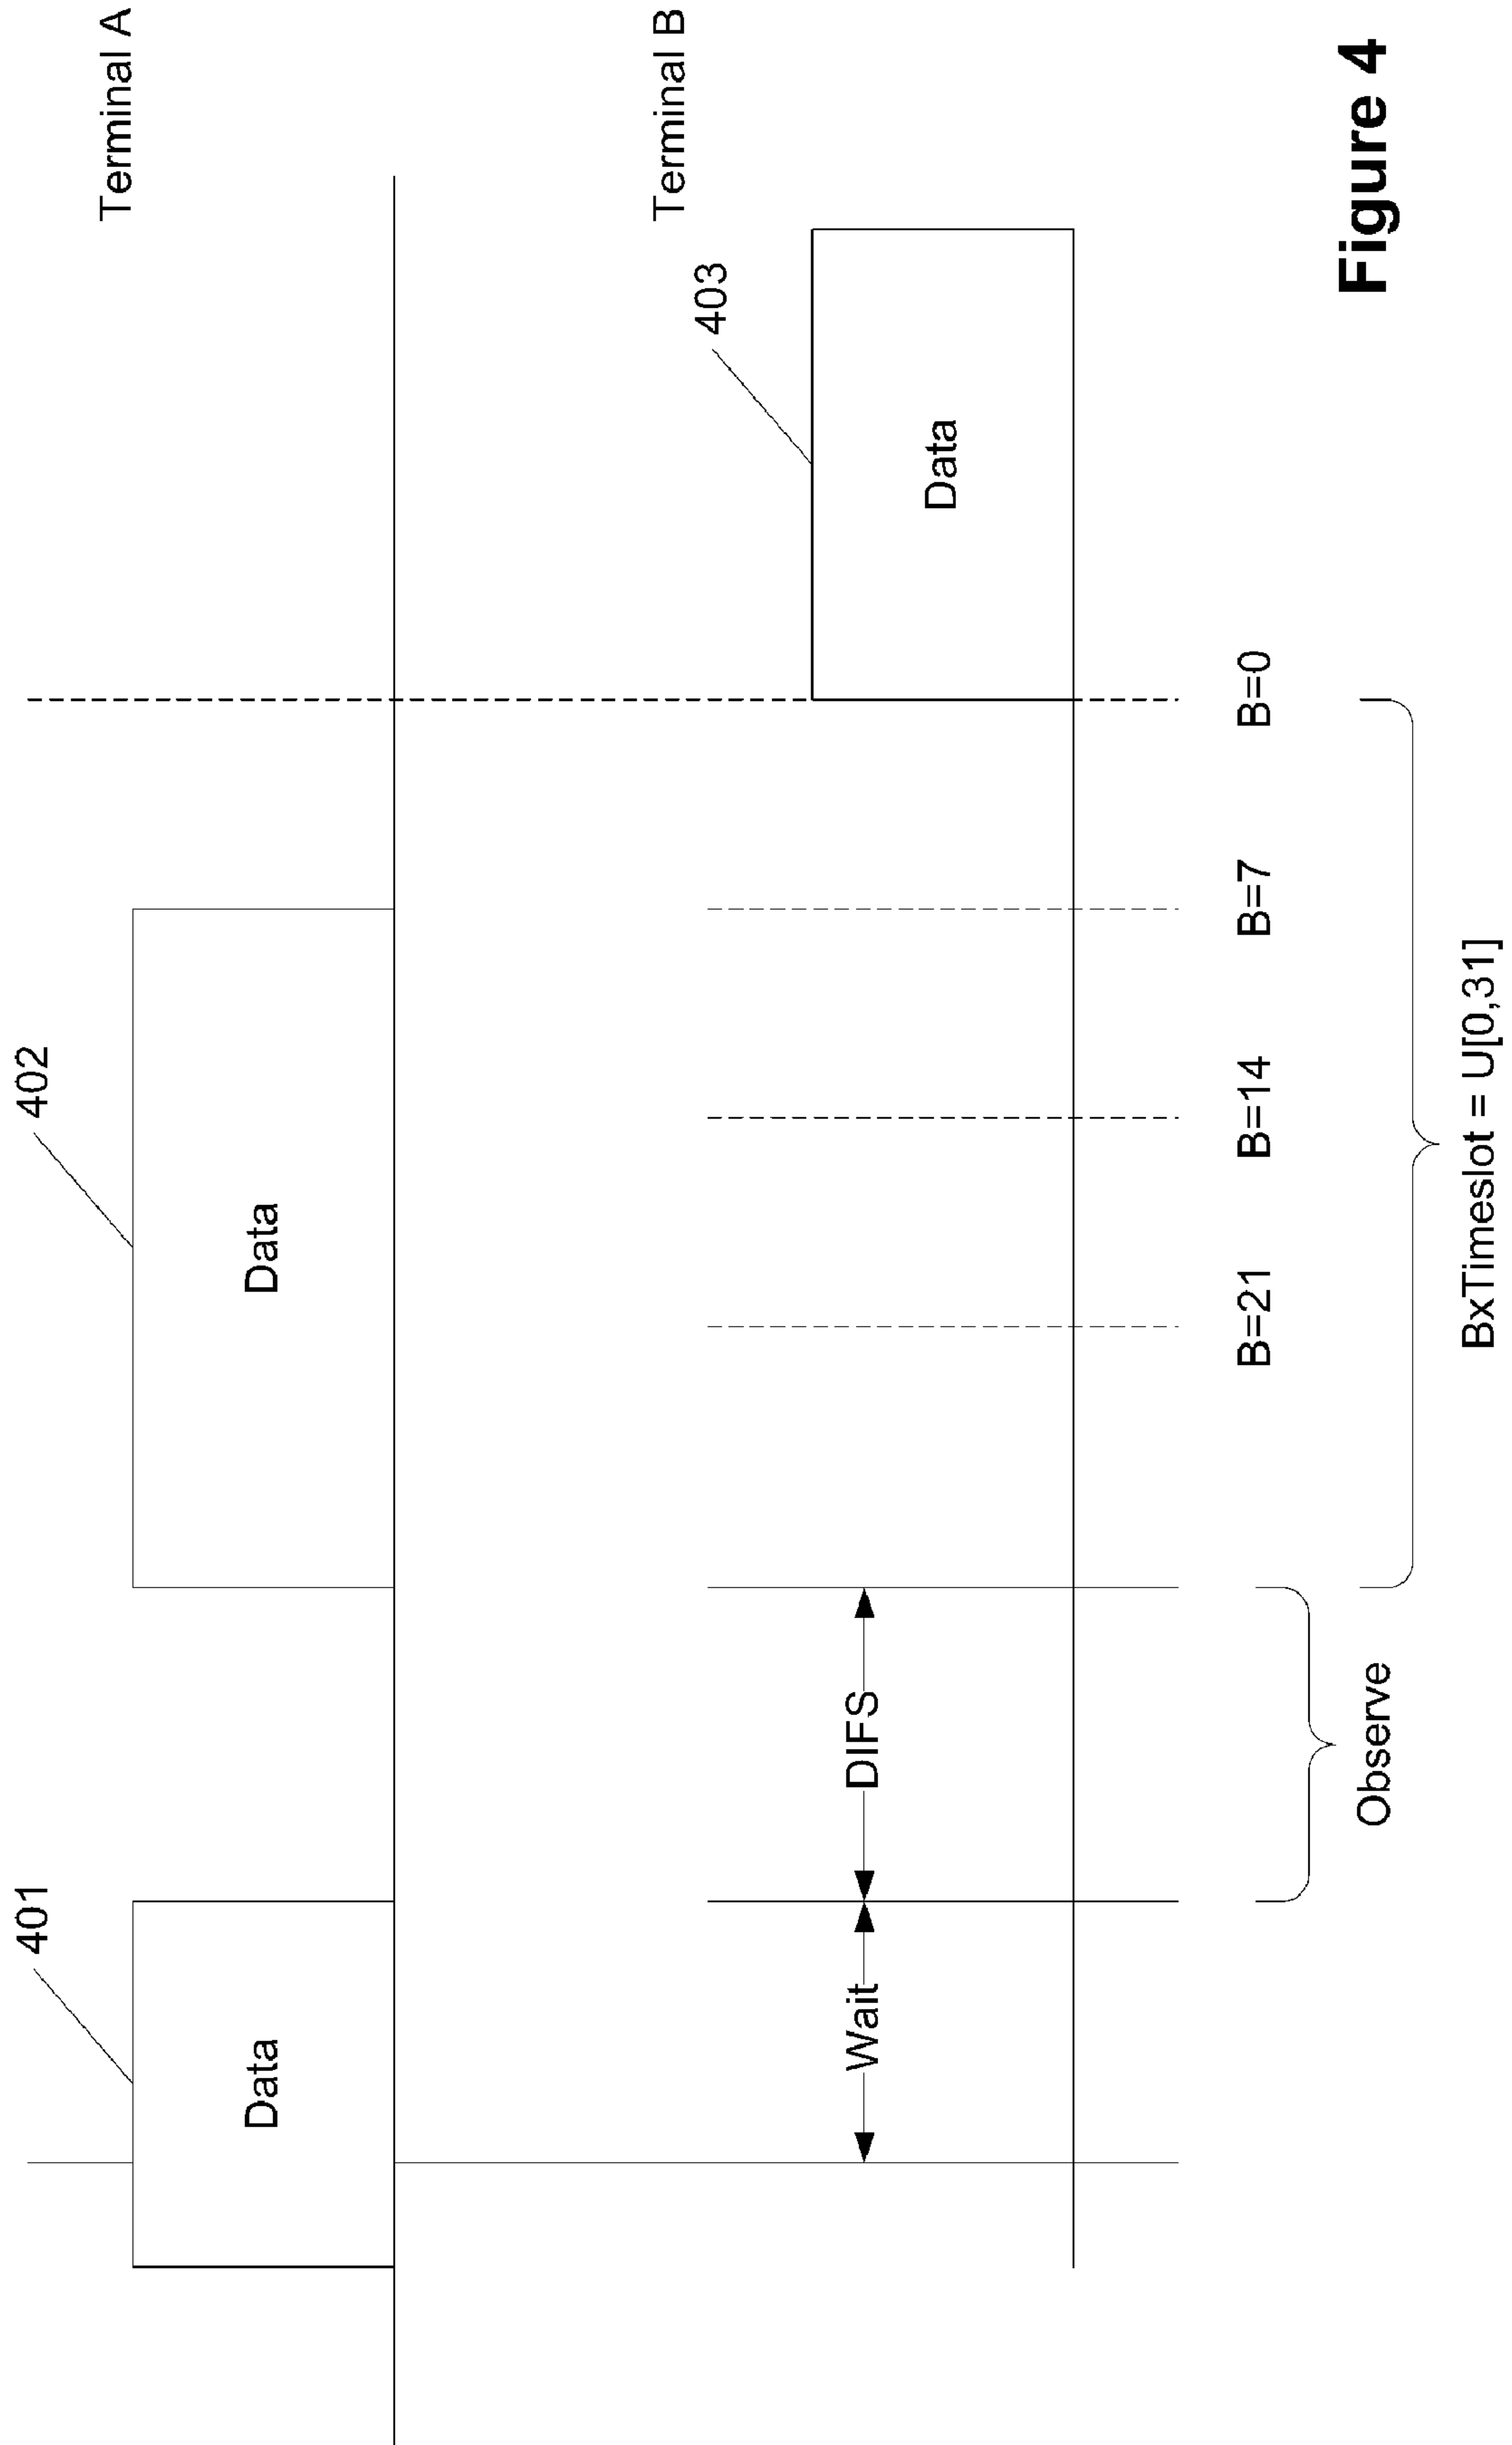 401
402
Terminal A
Data
Data
403
Terminal B
Wait
DIFS
Data
B=21
B=14
B=7
B=0
Observe
BxTimeslot = U[0,31]
Figure 4